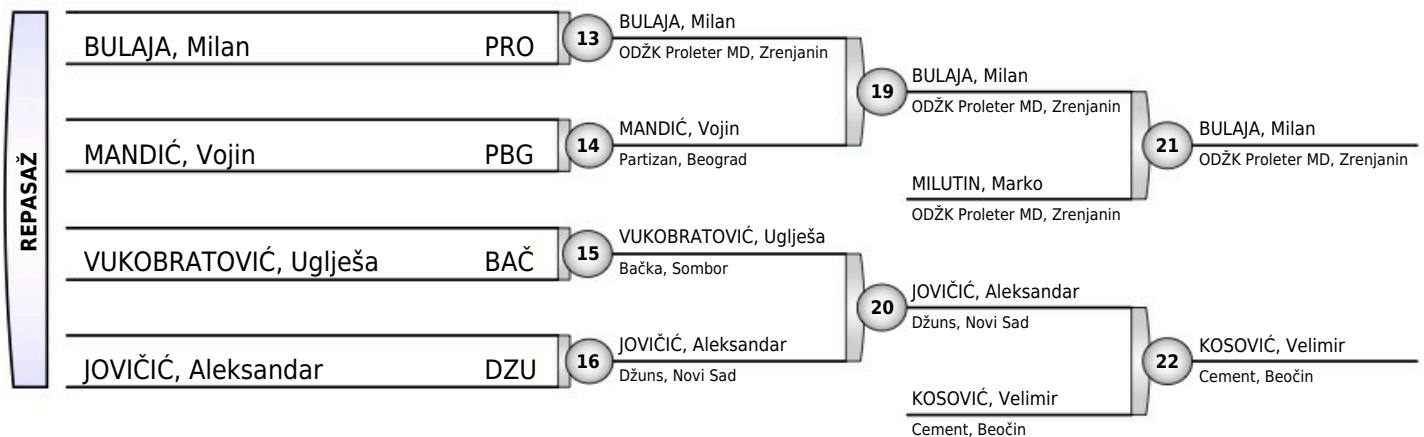 REPASAŽ
BULAJA, Milan PRO
MANDIĆ, Vojin PBG
VUKOBRATOVIĆ, Uglješa BAČ
JOVIČIĆ, Aleksandar DZU
13
BULAJA, Milan
ODŽK Proleter MD, Zrenjanin
14
MANDIĆ, Vojin
Partizan, Beograd
15
VUKOBRATOVIĆ, Uglješa
Bačka, Sombor
16
JOVIČIĆ, Aleksandar
Džuns, Novi Sad
19
BULAJA, Milan
ODŽK Proleter MD, Zrenjanin
MILUTIN, Marko
ODŽK Proleter MD, Zrenjanin
20
JOVIČIĆ, Aleksandar
Džuns, Novi Sad
KOSOVIĆ, Velimir
Cement, Beočin
21
BULAJA, Milan
ODŽK Proleter MD, Zrenjanin
22
KOSOVIĆ, Velimir
Cement, Beočin